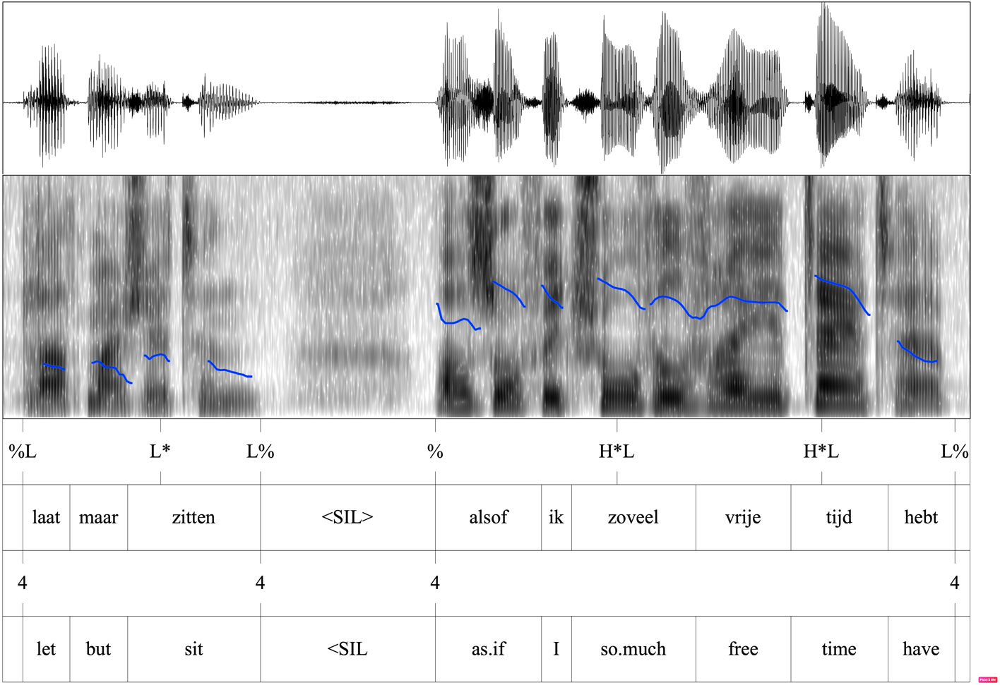 %L L* L% % H*L H*L L%
laat maar zitten <SIL> alsof ik zoveel vrije tijd hebt
4 4 4 4
let but sit <SIL as.if I so.much free time have